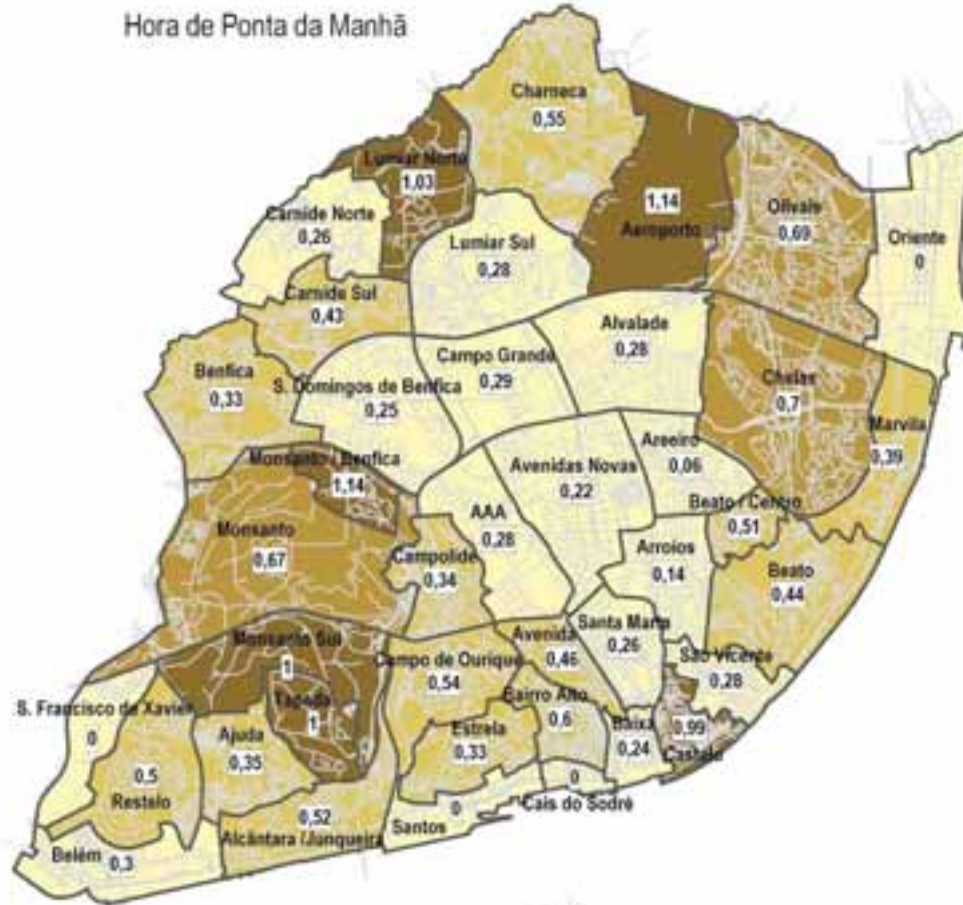 Hora de Ponta da Manhã
Charneca
0,55
Lumiar Norte
1,03
1,14
Aeroporto
Olivais
0,69
Carnide Norte
0,26
Lumiar Sul
0,28
Oriente
0
Carnide Sul
0,43
Alvalade
0,28
Campo Grande
0,29
Benfica
0,33
S. Domingos de Benfica
0,25
Chelas
0,7
Marvila
0,39
Monsanto / Benfica
1,14
Avenidas Novas
0,22
Areeiro
0,06
AAA
0,28
Beato / Centro
0,51
Monsanto
0,67
Campolide
0,34
Arroios
0,14
Beato
0,44
Monsanto Sul
1
Santa Marta
0,26
Avenida
0,46
Campo de Ourique
0,54
São Vicente
0,28
S. Francisco de Xavier
0
Tapada
1
Bairro Alto
0,6
Estrela
0,33
Baixa
0,24
0,99
Castelo
Ajuda
0,35
0.5
Restelo
0
Cais do Sodré
0
Santos
0,52
Alcântara /Junqueira
Belém
0,3